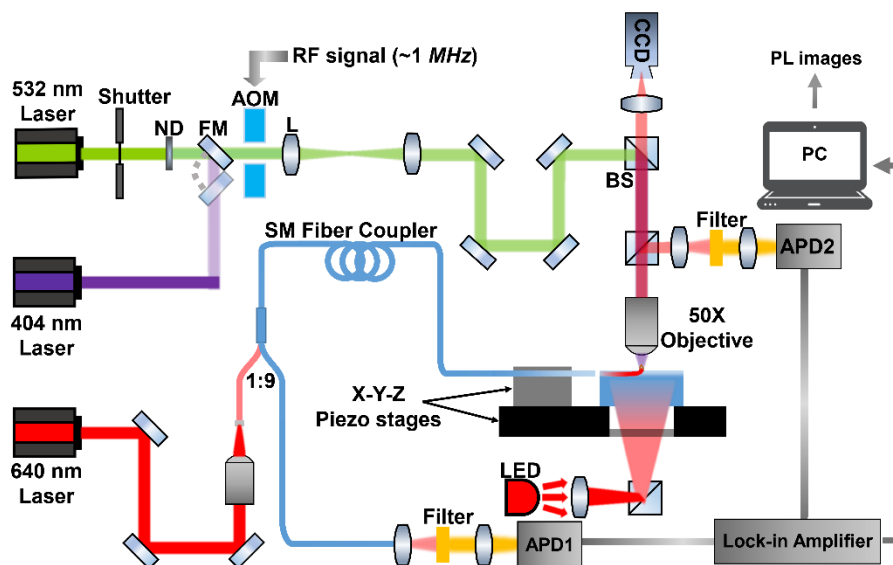 RF signal (~1 MHz)
CCD
PL images
532 nm
Laser
Shutter
ND
FM
AOM
L
PC
BS
SM Fiber Coupler
Filter
APD2
404 nm
Laser
50X
Objective
1:9
X-Y-Z
Piezo stages
640 nm
Laser
LED
Filter
APD1
Lock-in Amplifier